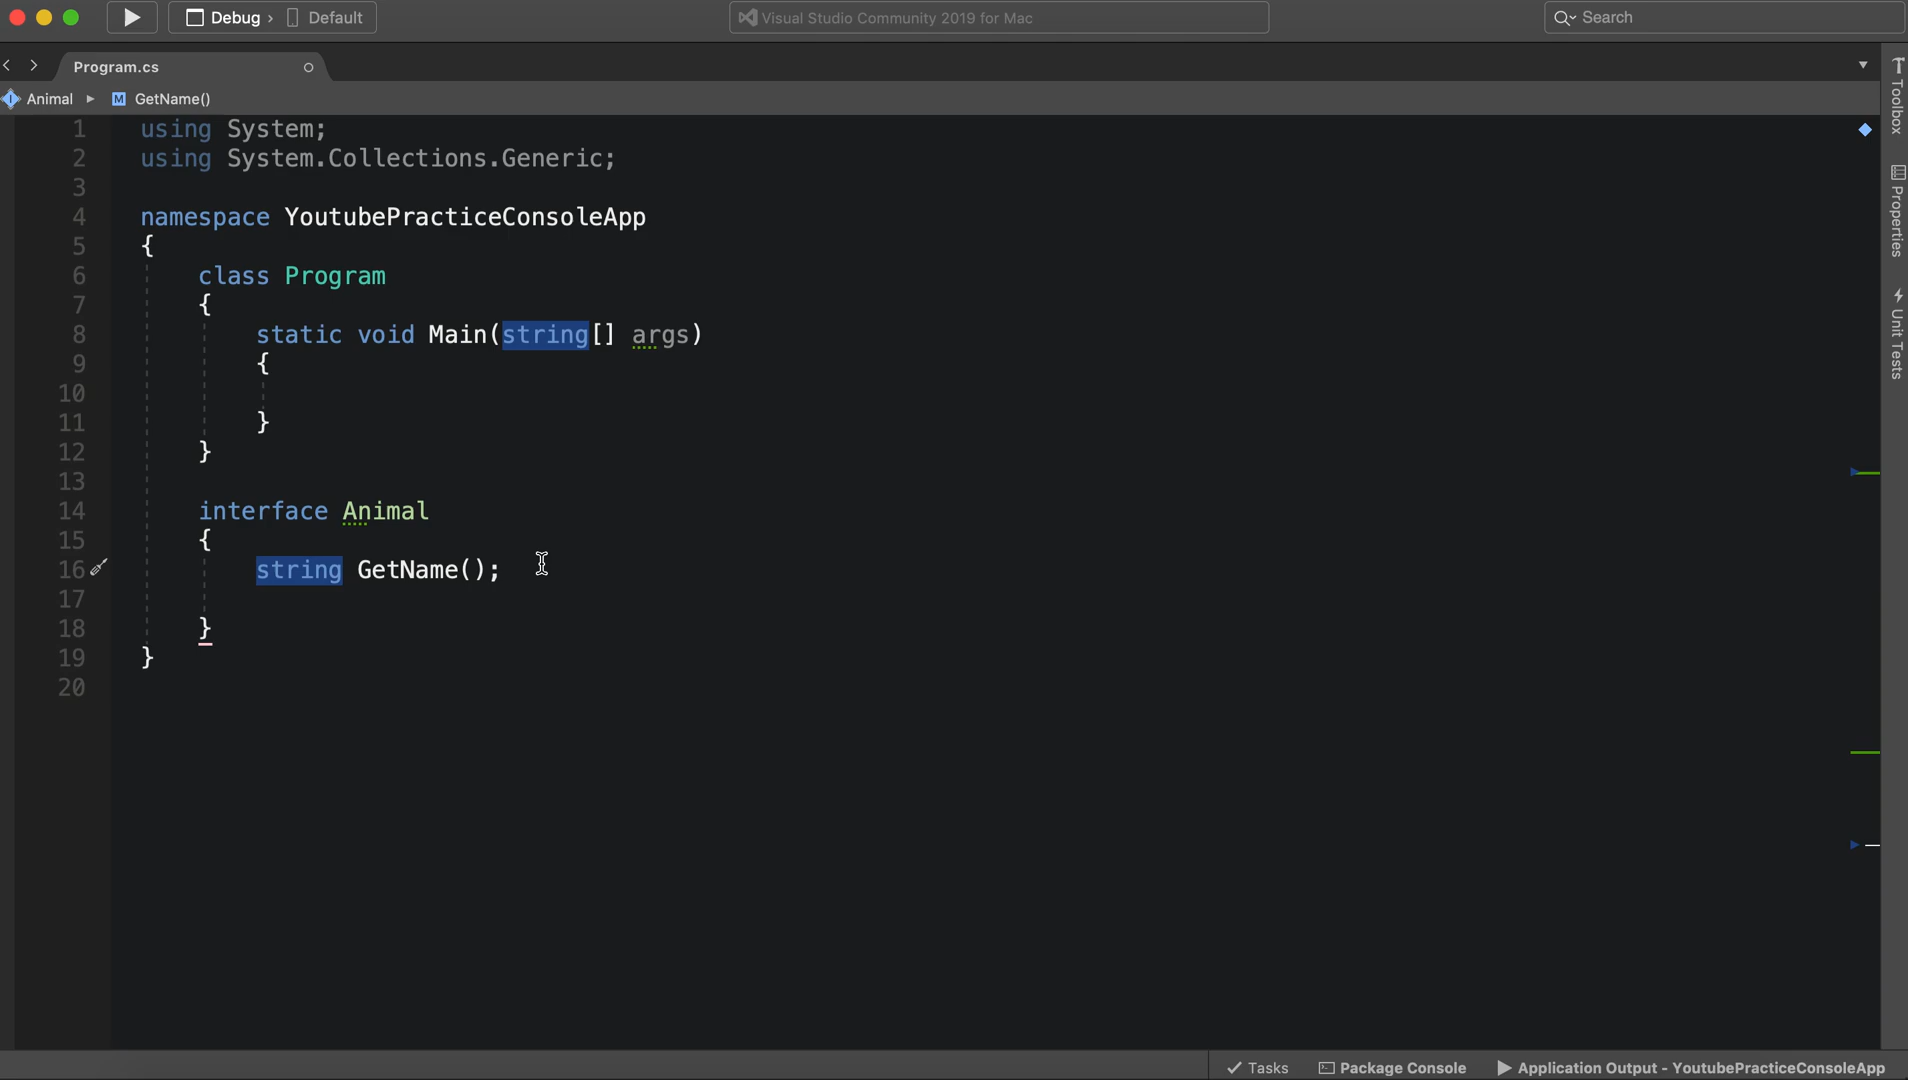 Debug › Default
Visual Studio Community 2019 for Mac
Search
Program.cs
Animal ▸ M GetName()
1 using System;
2 using System.Collections.Generic;
3
4 namespace YoutubePracticeConsoleApp
5 {
6 class Program
7 {
8 static void Main(string[] args)
9 {
10
11 }
12 }
13
14 interface Animal
15 {
16 string GetName();
17
18 }
19 }
20
Toolbox
Properties
Unit Tests
Tasks
Package Console
Application Output - YoutubePracticeConsoleApp